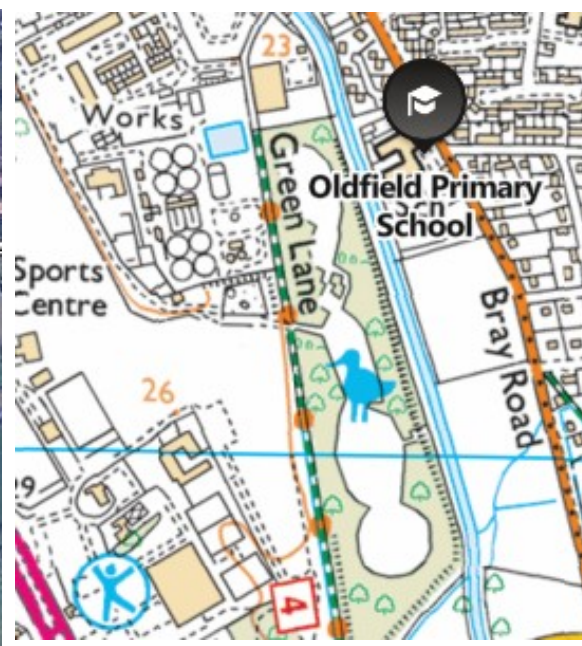 23
Works
Green Lane
Oldfield Primary
School
Sch
Sports
Centre
Bray Road
26
29
4